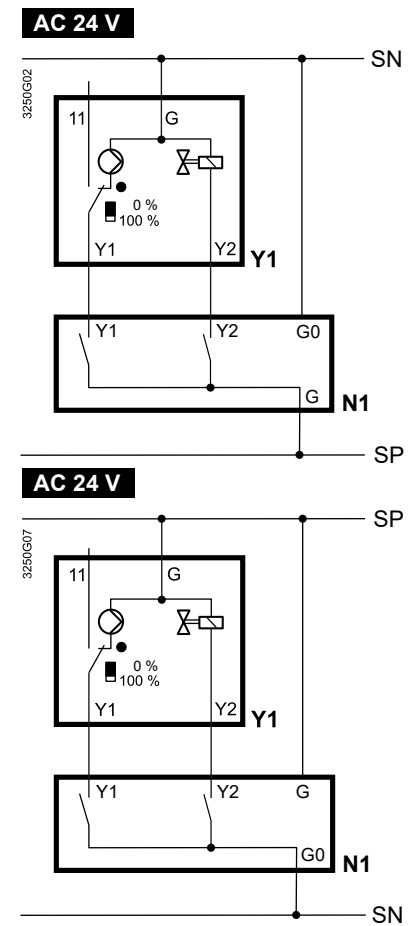 AC 24 V
SN
3250G02
11 G
0 %
100 %
Y1 Y2
Y1
Y1 Y2 G0
G
N1
SP
AC 24 V
SP
3250G07
11 G
0 %
100 %
Y1 Y2
Y1
Y1 Y2 G
G0
N1
SN